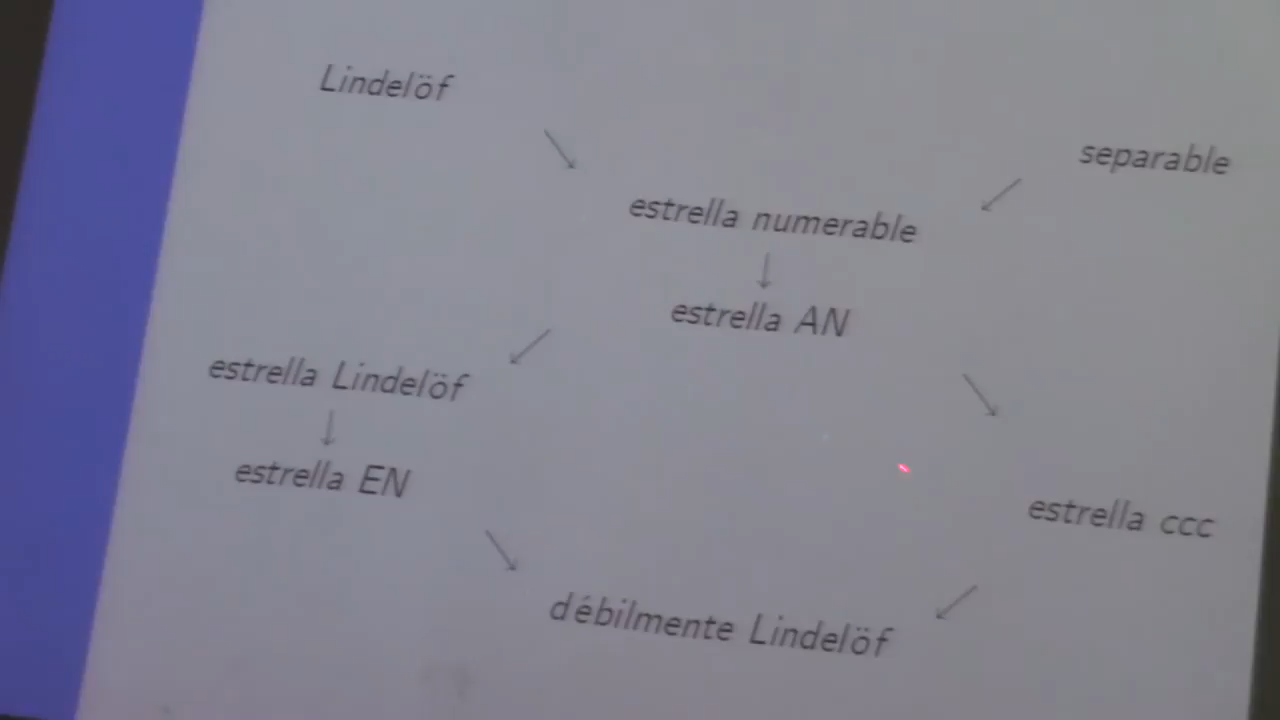 Lindelöf
separable
estrella numerable
estrella AN
estrella Lindelöf
estrella EN
estrella ccc
débilmente Lindelöf